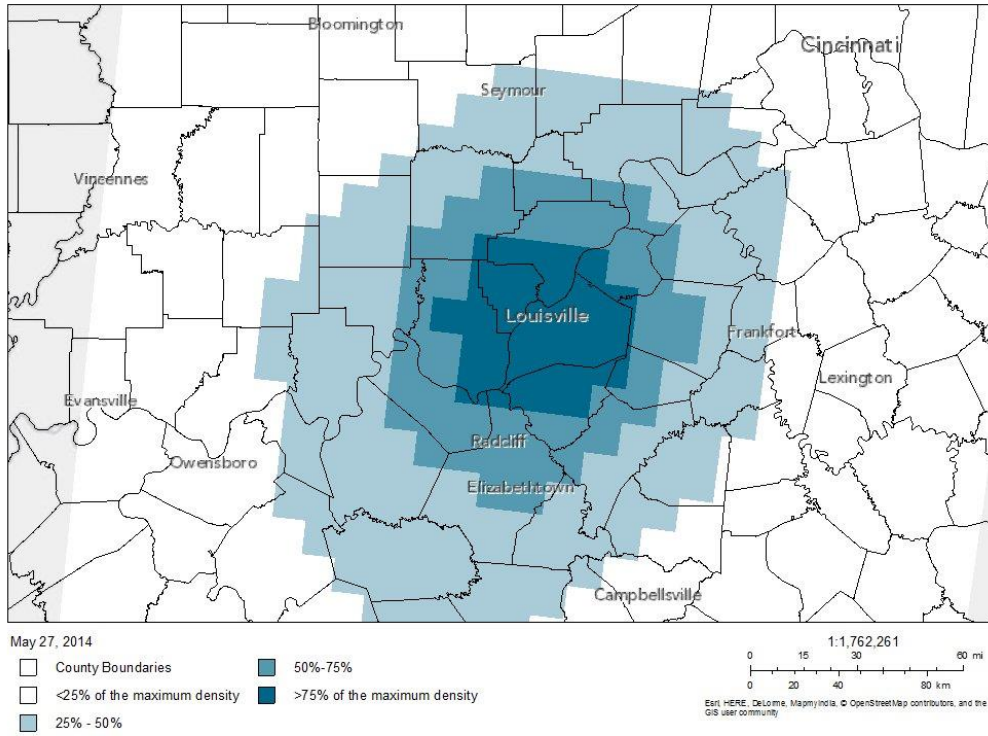 Bloomington
Cincinnati
Seymour
Vincennes
Louisville
Frankfort
Lexington
Evansville
Radcliff
Owensboro
Elizabethtown
Campbellsville
May 27, 2014
County Boundaries
<25% of the maximum density
25% - 50%
50%-75%
>75% of the maximum density
1:1,762,261
0 15 30 60 mi
0 20 40 80 km
Esri, HERE, DeLorme, MapmyIndia, © OpenStreetMap contributors, and the
GIS user community